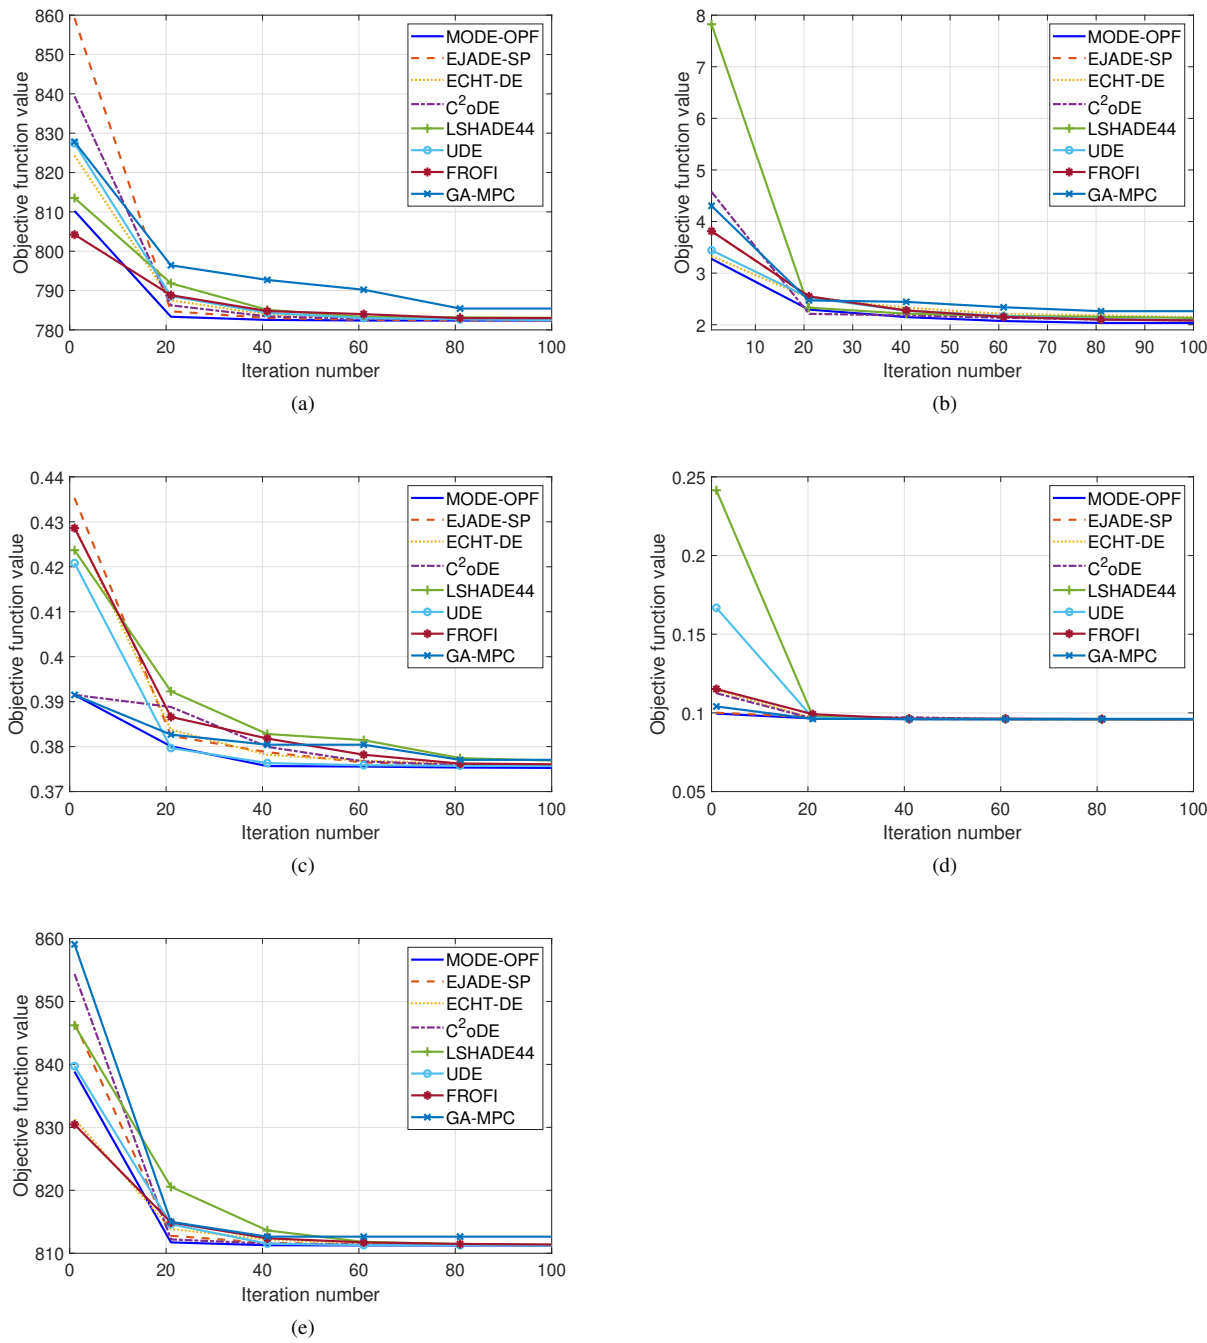 860
850
840
830
820
810
800
790
780
0
20
40
60
80
100
Objective function value
Iteration number
MODE-OPF
EJADE-SP
ECHT-DE
C²oDE
LSHADE44
UDE
FROFI
GA-MPC
(a)
8
7
6
5
4
3
2
10
20
30
40
50
60
70
80
90
100
Objective function value
Iteration number
MODE-OPF
EJADE-SP
ECHT-DE
C²oDE
LSHADE44
UDE
FROFI
GA-MPC
(b)
0.44
0.43
0.42
0.41
0.4
0.39
0.38
0.37
0
20
40
60
80
100
Objective function value
Iteration number
MODE-OPF
EJADE-SP
ECHT-DE
C²oDE
LSHADE44
UDE
FROFI
GA-MPC
(c)
0.25
0.2
0.15
0.1
0.05
0
20
40
60
80
100
Objective function value
Iteration number
MODE-OPF
EJADE-SP
ECHT-DE
C²oDE
LSHADE44
UDE
FROFI
GA-MPC
(d)
860
850
840
830
820
810
0
20
40
60
80
100
Objective function value
Iteration number
MODE-OPF
EJADE-SP
ECHT-DE
C²oDE
LSHADE44
UDE
FROFI
GA-MPC
(e)